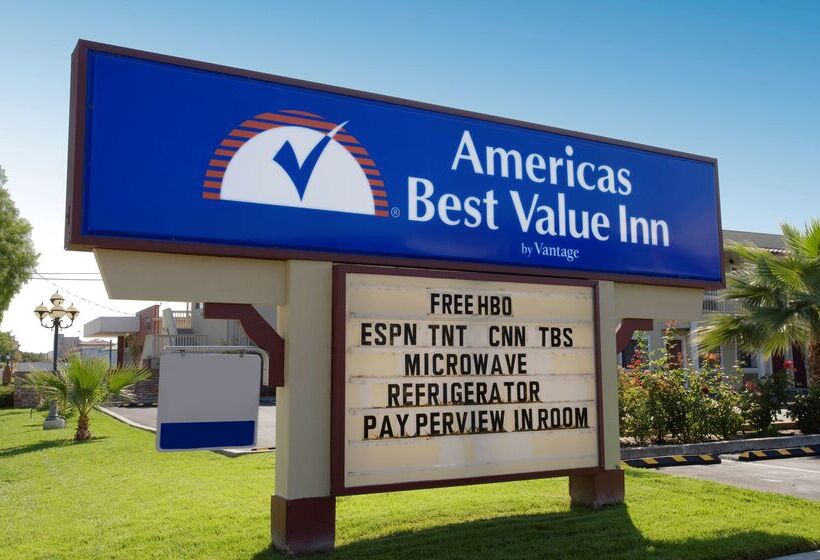 Americas
Best Value Inn
®
by Vantage
FREE HBO
ESPN TNT CNN TBS
MICROWAVE
REFRIGERATOR
PAY PERVIEW IN ROOM